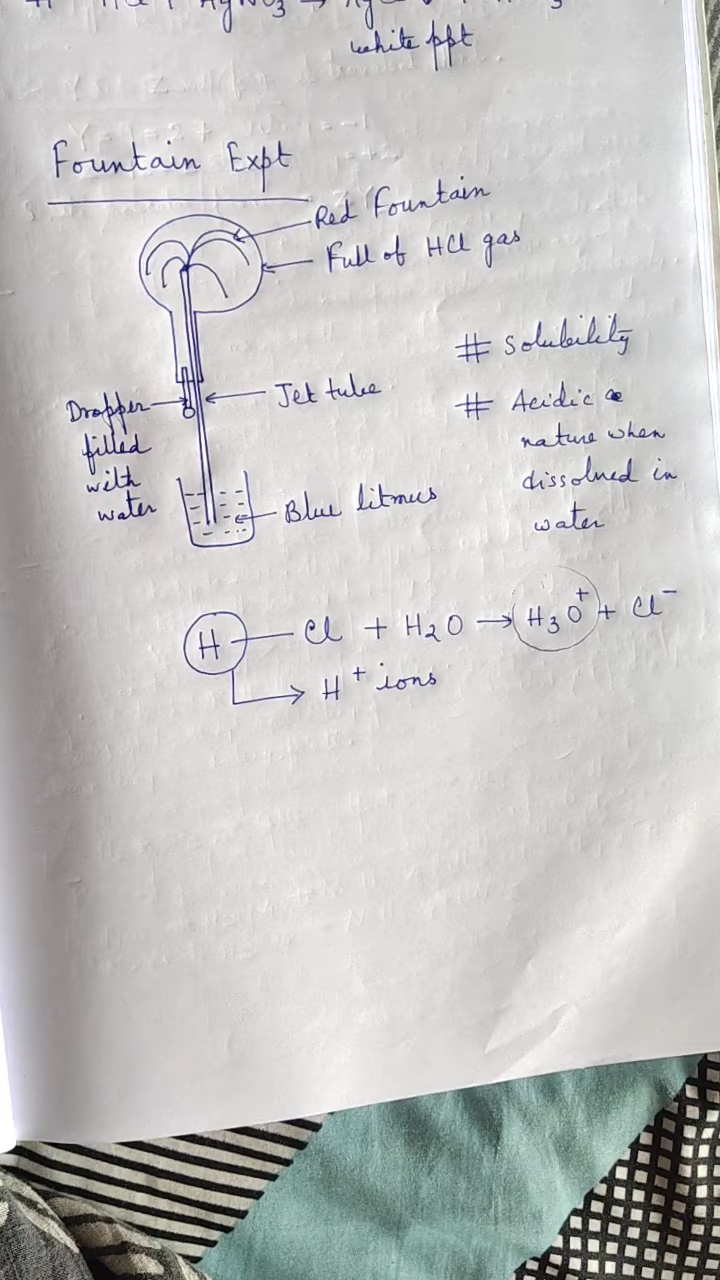 AgNO₃ →
white ppt
Fountain Expt
Red Fountain
Full of HCl gas
# Solubility
Dropper
filled
with
water
Jet tube
# Acidic
nature when
dissolved in
water
Blue litmus
H — Cl + H₂O → H₃O⁺ + Cl⁻
→ H⁺ ions